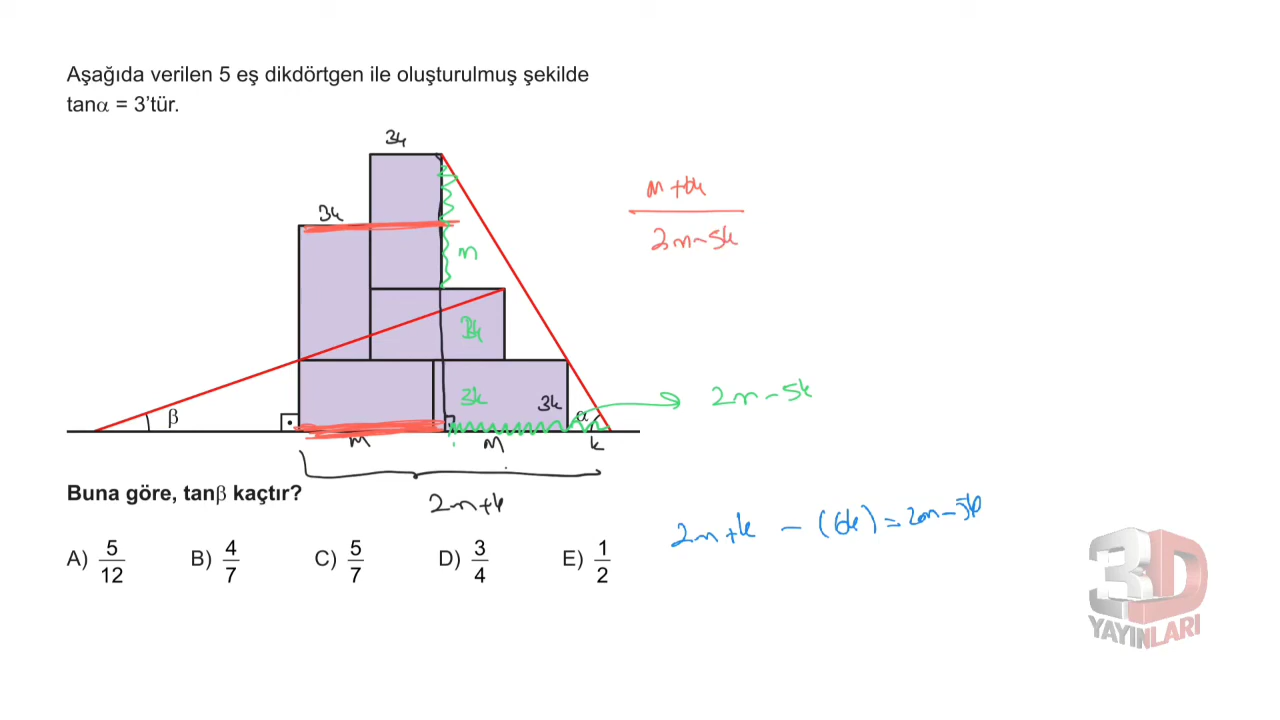 Aşağıda verilen 5 eş dikdörtgen ile oluşturulmuş şekilde
tanα = 3'tür.
3k
3k
m
3k
3k
3k
α
β
m
m
k
2m+k
m+6k
2m-5k
2m-5k
2m+k - (6k) = 2m-5k
Buna göre, tanβ kaçtır?
A) 5/12 B) 4/7 C) 5/7 D) 3/4 E) 1/2
3D
YAYINLARI